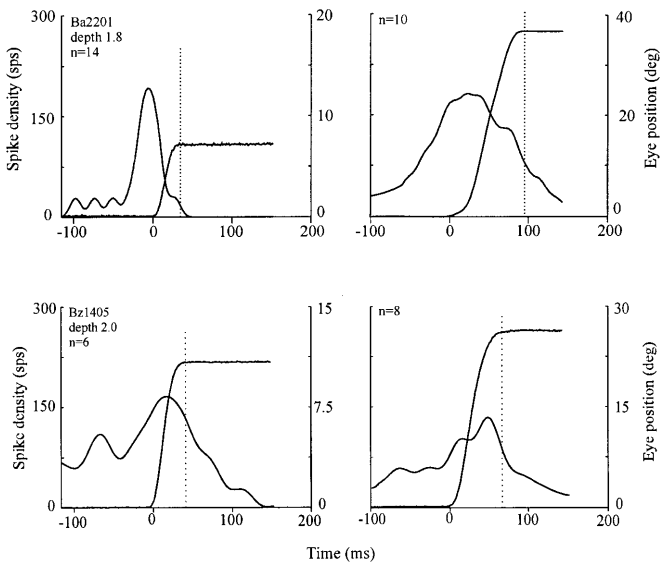 300
Ba2201
depth 1.8
n=14
20
n=10
40
Spike density (sps)
150
10
20
Eye position (deg)
0
0
0
-100 0 100 200
-100 0 100 200
300
Bz1405
depth 2.0
n=6
15
n=8
30
Spike density (sps)
150
7.5
15
Eye position (deg)
0
0
0
-100 0 100 200
-100 0 100 200
Time (ms)